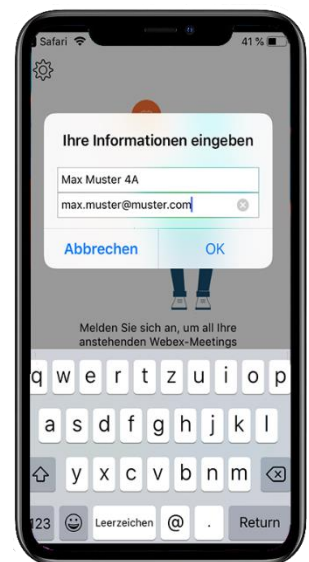 Safari 41 %
Ihre Informationen eingeben
Max Muster 4A
max.muster@muster.com
Abbrechen OK
Melden Sie sich an, um all Ihre
anstehenden Webex-Meetings
q w e r t z u i o p
a s d f g h j k l
y x c v b n m
123 Leerzeichen @ . Return